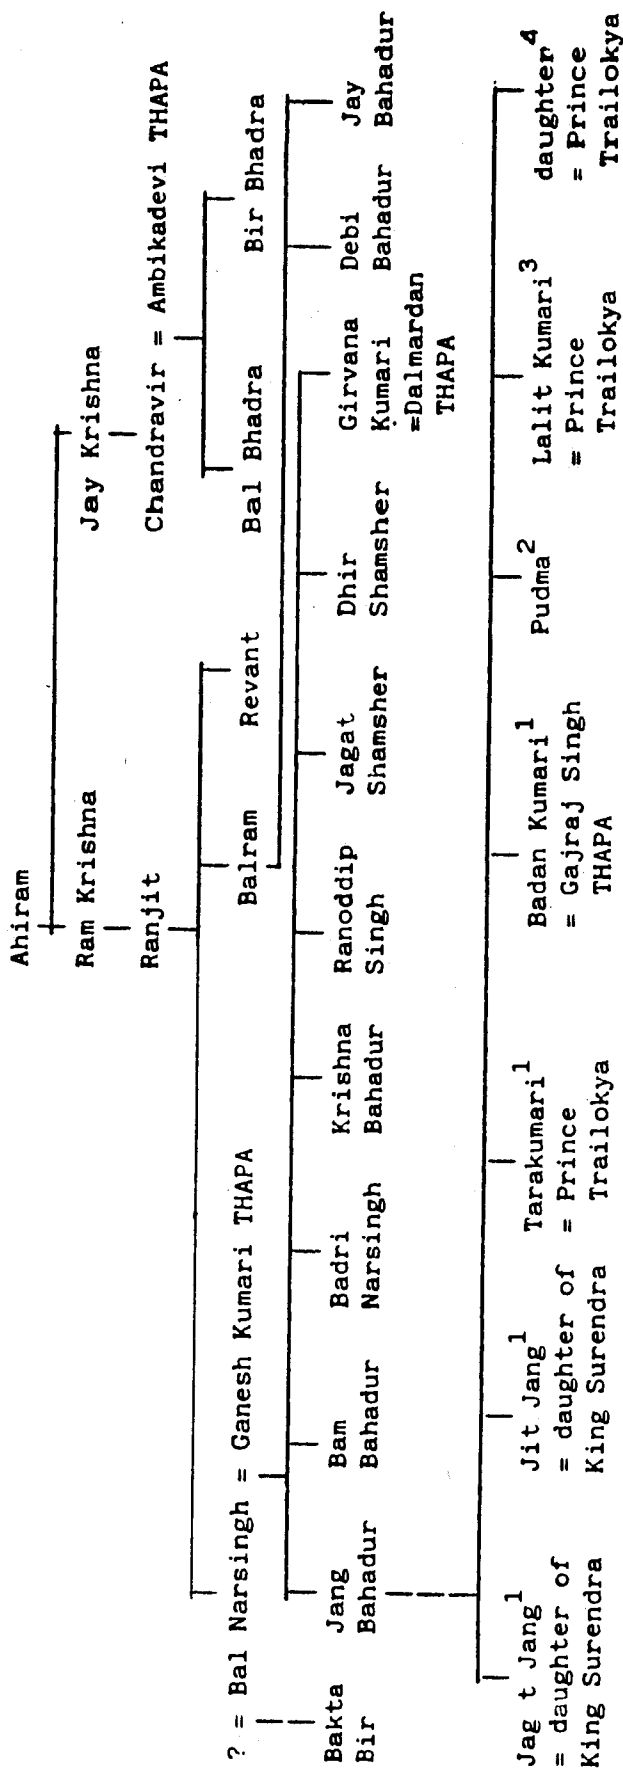 Ahiram
Ram Krishna Jay Krishna
Ranjit Chandravir = Ambikadevi THAPA
? = Bal Narsingh = Ganesh Kumari THAPA Balram Revant Bal Bhadra Bir Bhadra
Bakta Jang Bam Badri Krishna Ranoddip Jagat Dhir Girvana Debi Jay
Bir Bahadur Bahadur Narsingh Bahadur Singh Shamsher Shamsher Kumari Bahadur Bahadur
=Dalmardan
THAPA
Jag t Jang1 Jit Jang1 Tarakumari1 Badan Kumari1 Pudma2 Lalit Kumari3 daughter4
= daughter of = daughter of = Prince = Gajraj Singh = Prince = Prince
King Surendra King Surendra Trailokya THAPA Trailokya Trailokya